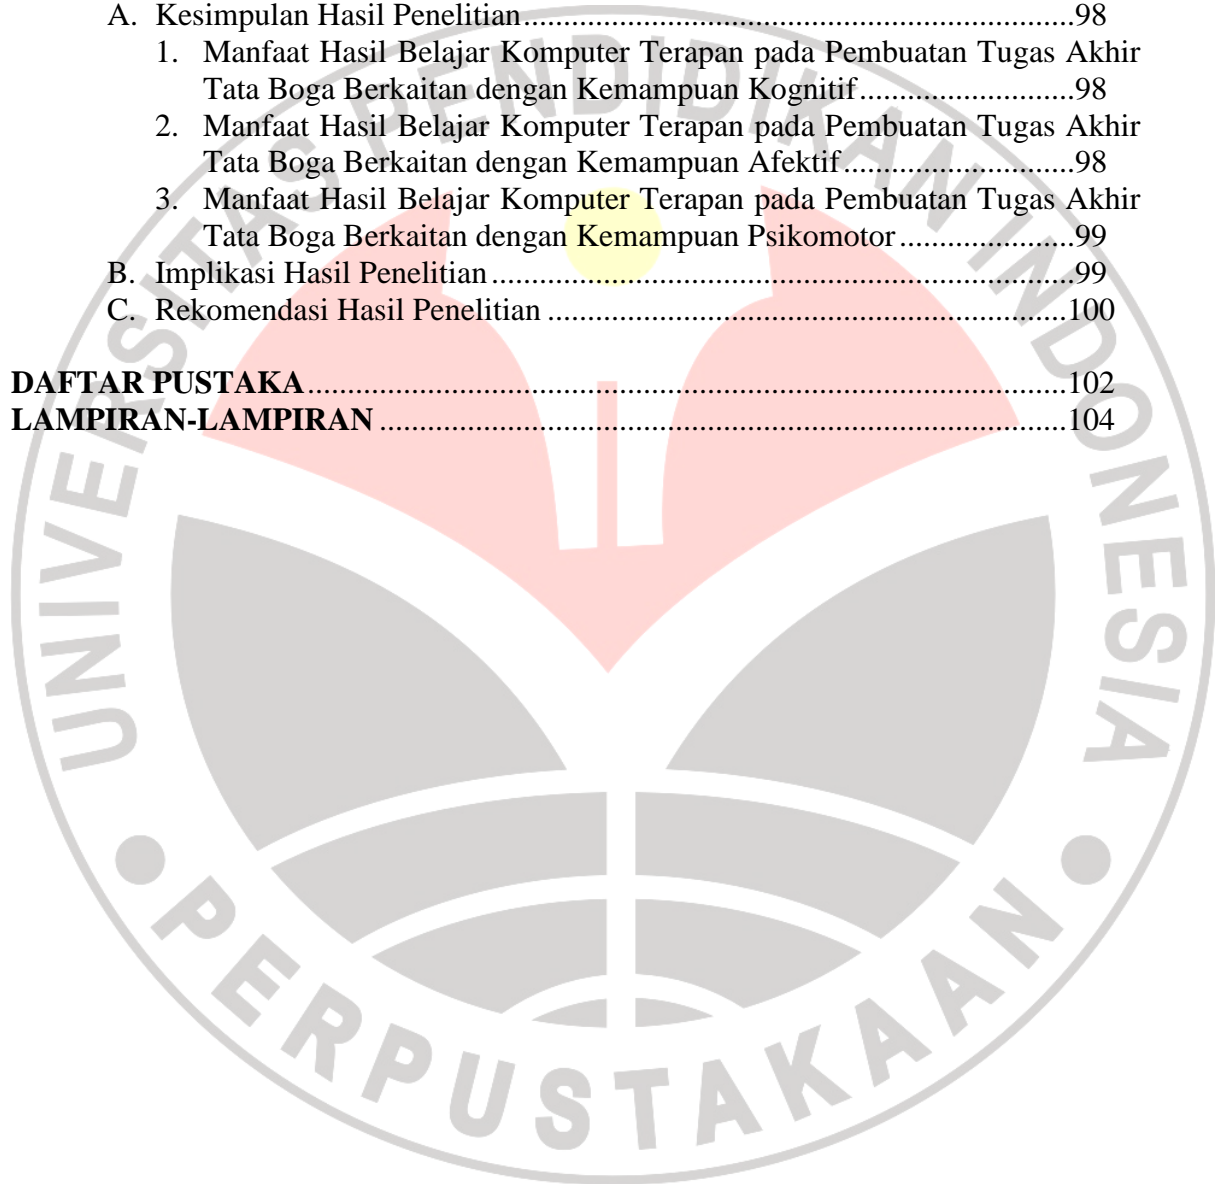 A. Kesimpulan Hasil Penelitian.......................................................................98
1. Manfaat Hasil Belajar Komputer Terapan pada Pembuatan Tugas Akhir
Tata Boga Berkaitan dengan Kemampuan Kognitif...........................98
2. Manfaat Hasil Belajar Komputer Terapan pada Pembuatan Tugas Akhir
Tata Boga Berkaitan dengan Kemampuan Afektif.............................98
3. Manfaat Hasil Belajar Komputer Terapan pada Pembuatan Tugas Akhir
Tata Boga Berkaitan dengan Kemampuan Psikomotor......................99
B. Implikasi Hasil Penelitian...........................................................................99
C. Rekomendasi Hasil Penelitian ..................................................................100
DAFTAR PUSTAKA.................................................................................................102
LAMPIRAN-LAMPIRAN........................................................................................104
UNIVERSITAS PENDIDIKAN INDONESIA
PERPUSTAKAAN